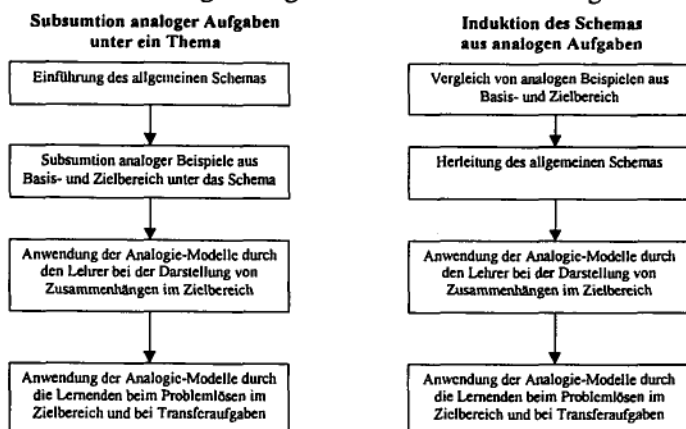 Subsumtion analoger Aufgaben
unter ein Thema
Einführung des allgemeinen Schemas
Subsumtion analoger Beispiele aus
Basis- und Zielbereich unter das Schema
Anwendung der Analogie-Modelle durch
den Lehrer bei der Darstellung von
Zusammenhängen im Zielbereich
Anwendung der Analogie-Modelle durch
die Lernenden beim Problemlösen im
Zielbereich und bei Transferaufgaben
Induktion des Schemas
aus analogen Aufgaben
Vergleich von analogen Beispielen aus
Basis- und Zielbereich
Herleitung des allgemeinen Schemas
Anwendung der Analogie-Modelle durch
den Lehrer bei der Darstellung von
Zusammenhängen im Zielbereich
Anwendung der Analogie-Modelle durch
die Lernenden beim Problemlösen im
Zielbereich und bei Transferaufgaben